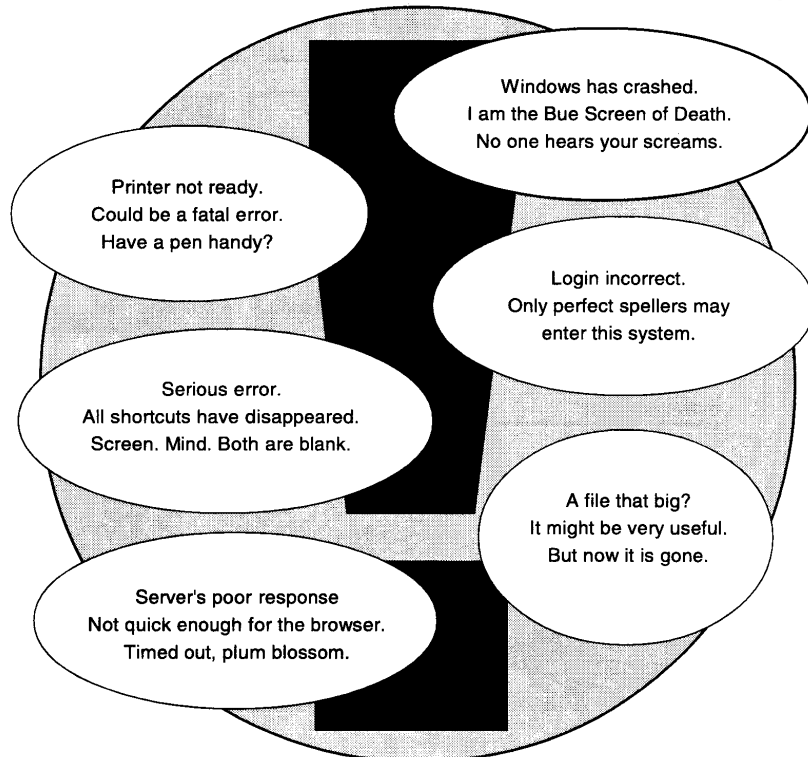 Windows has crashed.
I am the Bue Screen of Death.
No one hears your screams.
Printer not ready.
Could be a fatal error.
Have a pen handy?
Login incorrect.
Only perfect spellers may
enter this system.
Serious error.
All shortcuts have disappeared.
Screen. Mind. Both are blank.
A file that big?
It might be very useful.
But now it is gone.
Server's poor response
Not quick enough for the browser.
Timed out, plum blossom.